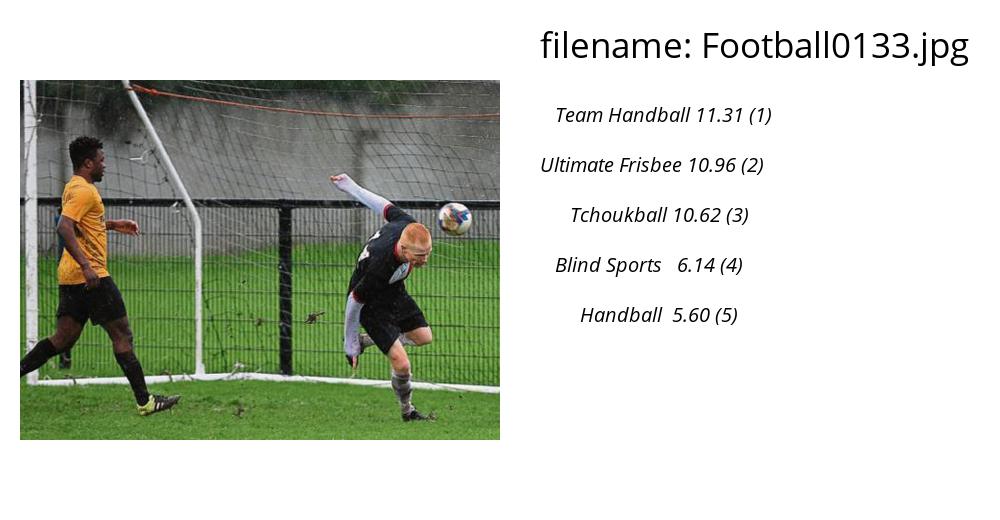 filename: Football0133.jpg
Team Handball 11.31 (1)
Ultimate Frisbee 10.96 (2)
Tchoukball 10.62 (3)
Blind Sports 6.14 (4)
Handball 5.60 (5)